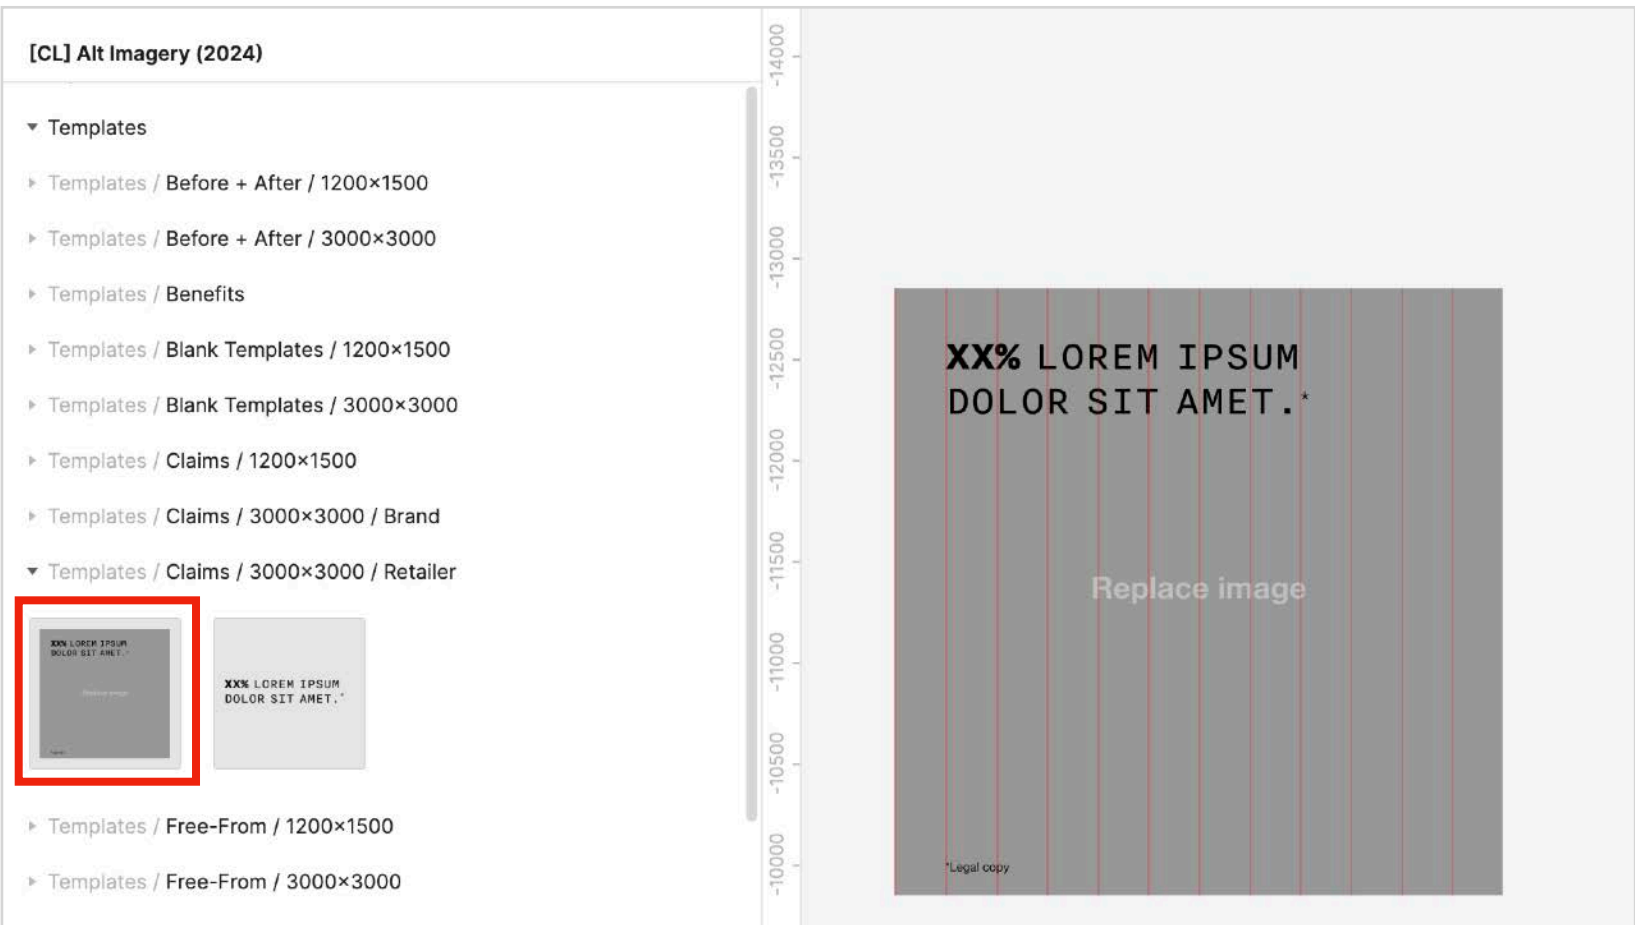 [CL] Alt Imagery (2024)
Templates
Templates / Before + After / 1200×1500
Templates / Before + After / 3000×3000
Templates / Benefits
Templates / Blank Templates / 1200×1500
Templates / Blank Templates / 3000×3000
Templates / Claims / 1200×1500
Templates / Claims / 3000×3000 / Brand
Templates / Claims / 3000×3000 / Retailer
XX% LOREM IPSUM
DOLOR SIT AMET.*
Replace image
XX% LOREM IPSUM
DOLOR SIT AMET.*
Templates / Free-From / 1200×1500
Templates / Free-From / 3000×3000
-14000
-13500
-13000
-12500
-12000
-11500
-11000
-10500
-10000
XX% LOREM IPSUM
DOLOR SIT AMET.*
Replace image
*Legal copy